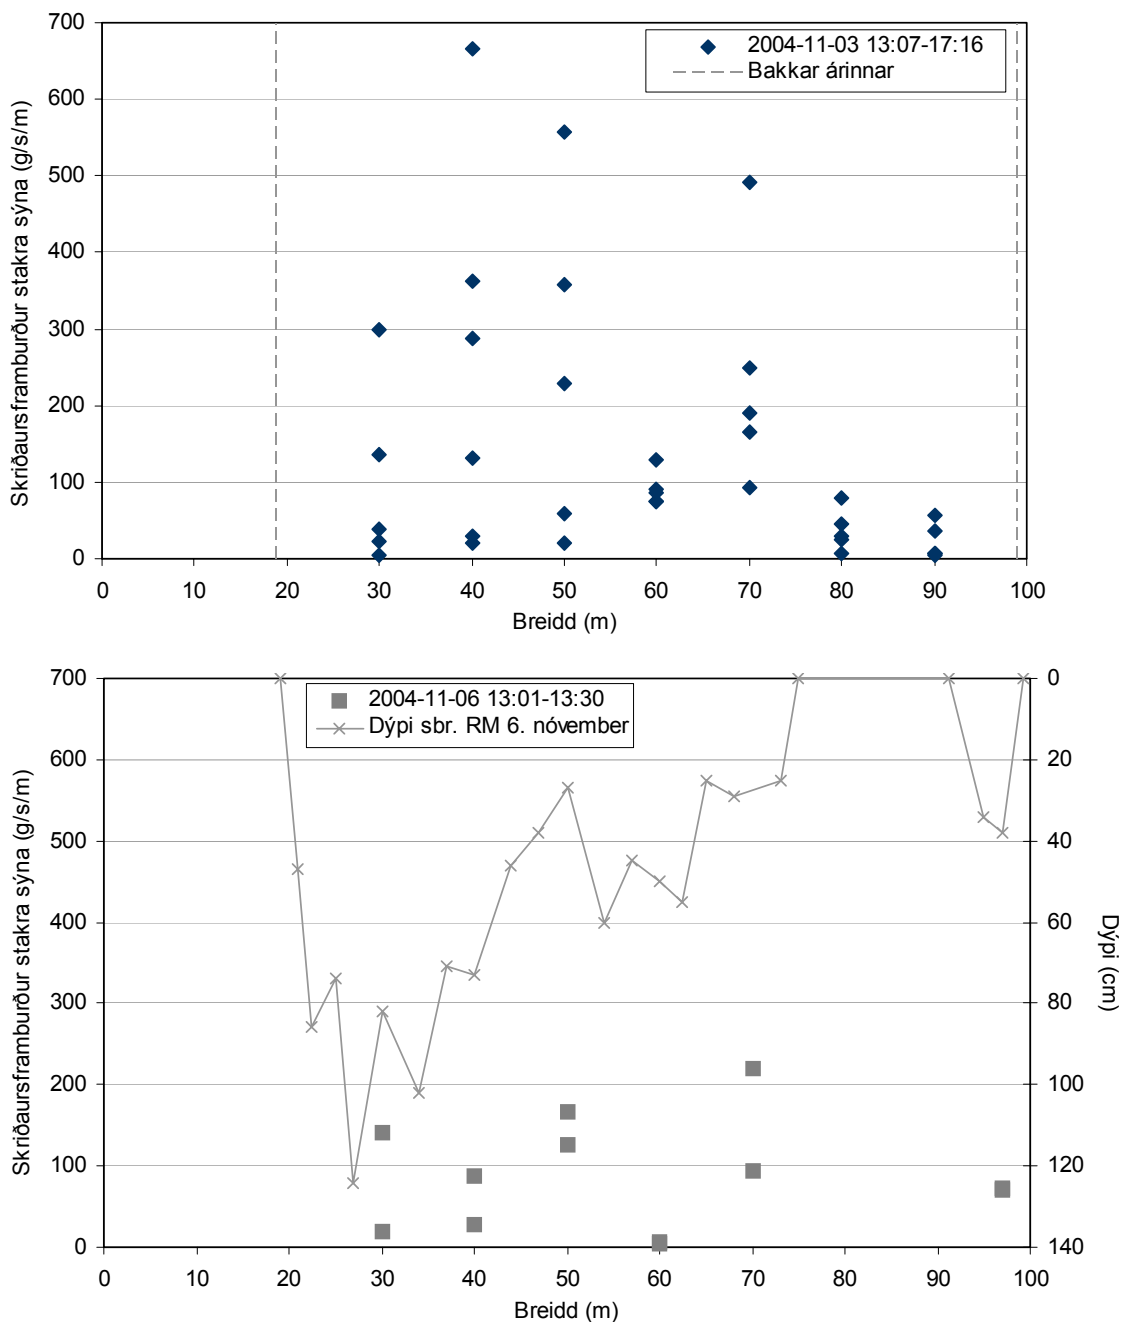 700
600
500
400
300
200
100
0
Skriðaursframburður stakra sýna (g/s/m)
2004-11-03 13:07-17:16
Bakkar árinnar
0 10 20 30 40 50 60 70 80 90 100
Breidd (m)
700
600
500
400
300
200
100
0
Skriðaursframburður stakra sýna (g/s/m)
2004-11-06 13:01-13:30
Dýpi sbr. RM 6. nóvember
0
20
40
60
80
100
120
140
Dýpi (cm)
0 10 20 30 40 50 60 70 80 90 100
Breidd (m)